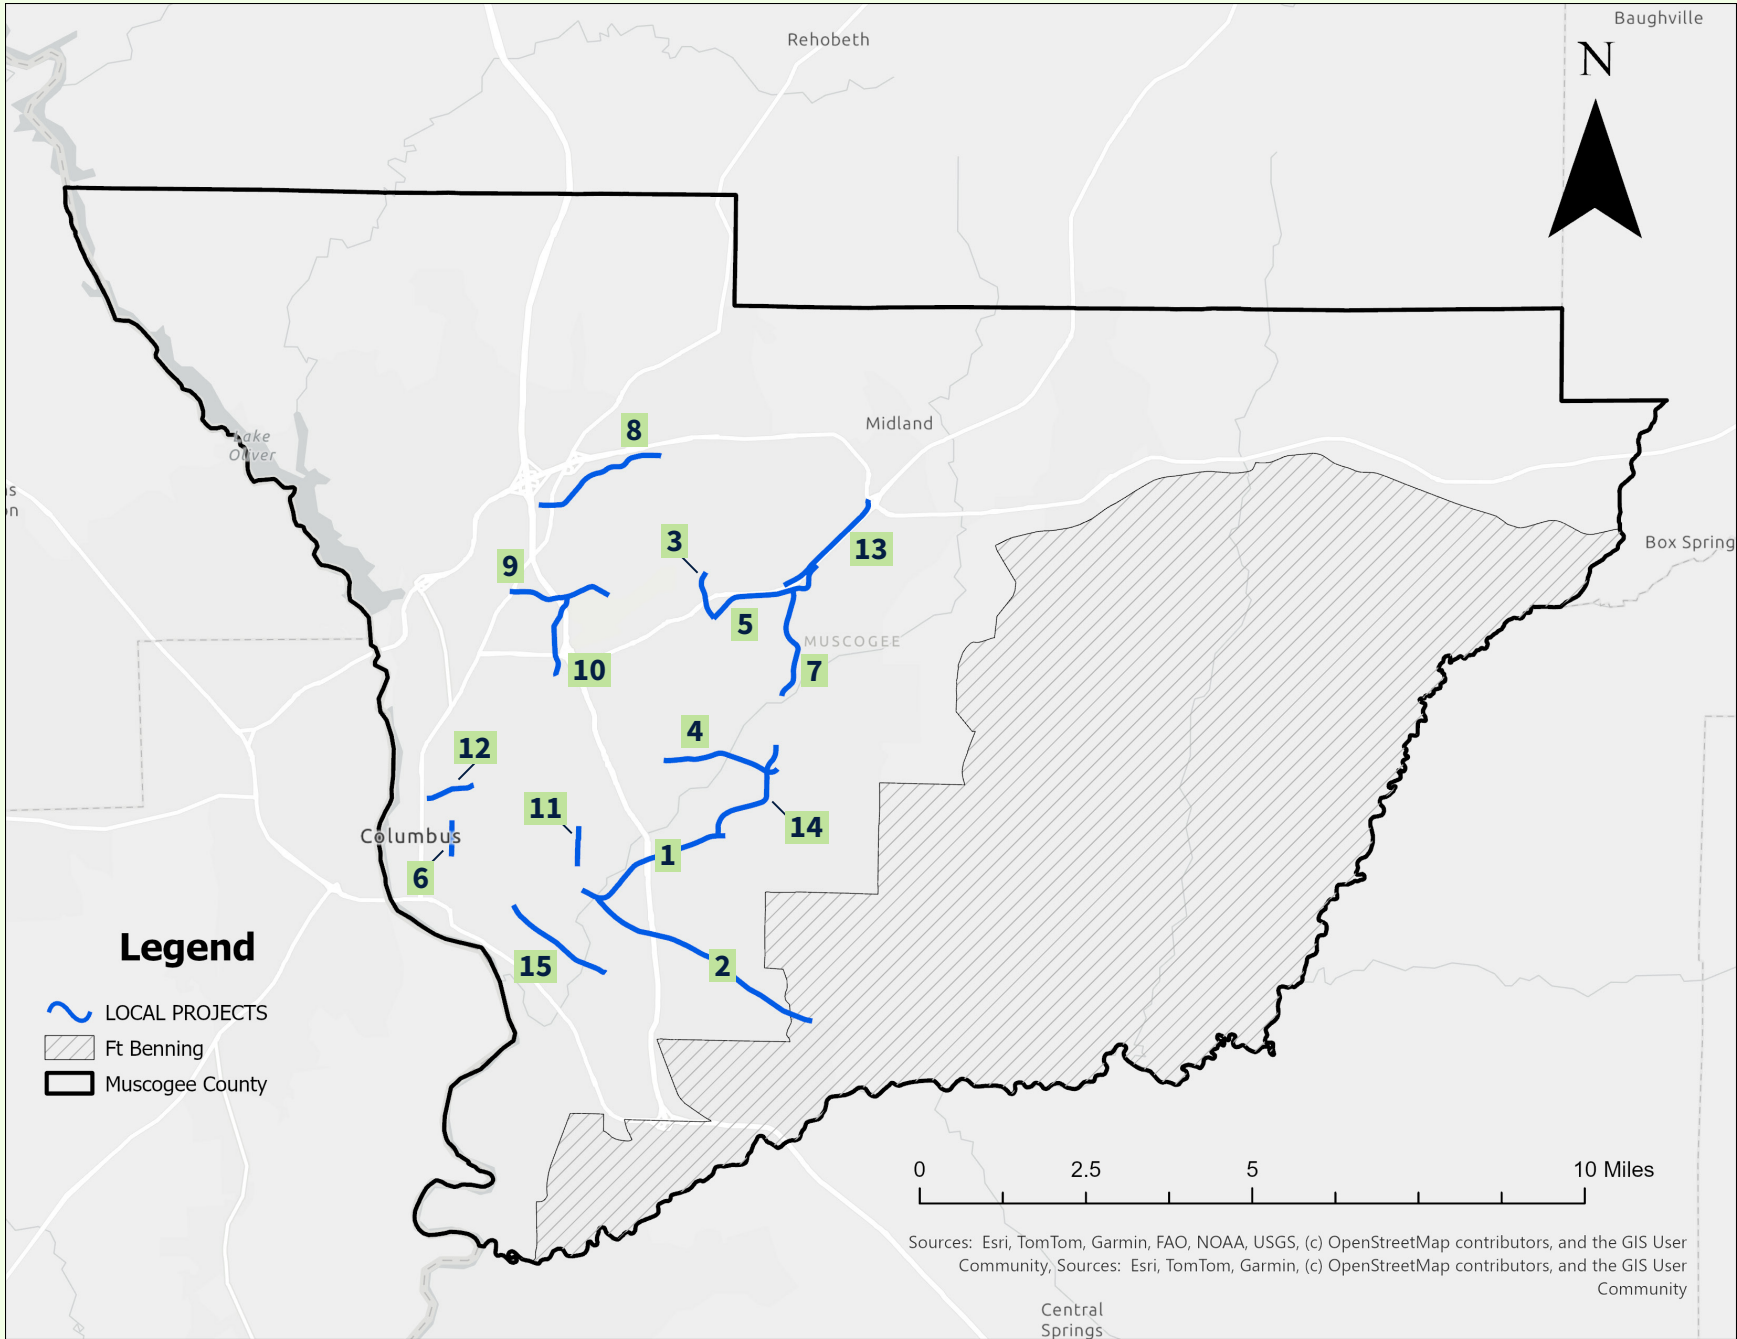 Baughville
Rehobeth
N
Midland
8
Lake
Oliver
is
on
3
13
9
Box Spring
5
MUSCOGEE
10
7
4
12
11
14
Columbus
1
6
Legend
15
2
LOCAL PROJECTS
Ft Benning
Muscogee County
0 2.5 5 10 Miles
Sources: Esri, TomTom, Garmin, FAO, NOAA, USGS, (c) OpenStreetMap contributors, and the GIS User
Community, Sources: Esri, TomTom, Garmin, (c) OpenStreetMap contributors, and the GIS User
Community
Central
Springs